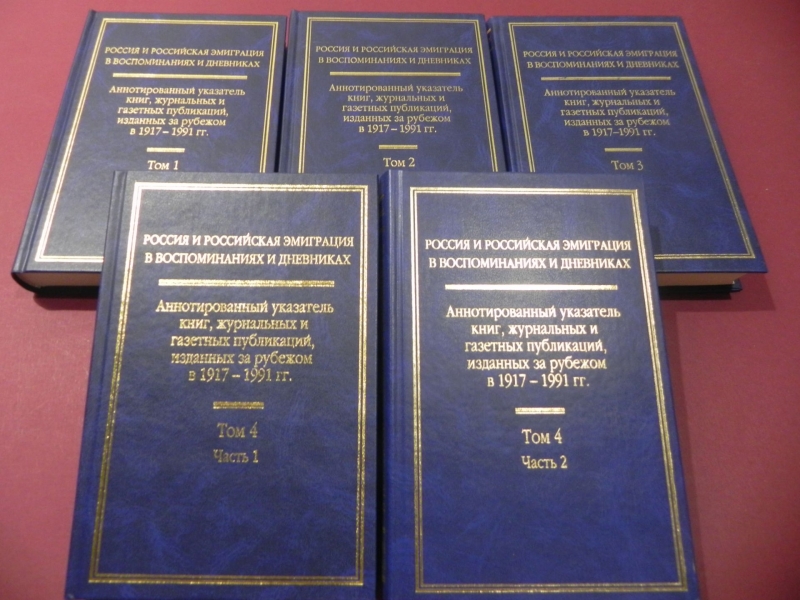 РОССИЯ И РОССИЙСКАЯ ЭМИГРАЦИЯ
В ВОСПОМИНАНИЯХ И ДНЕВНИКАХ
Аннотированный указатель
книг, журнальных и
газетных публикаций,
изданных за рубежом
в 1917 – 1991 гг.
Том 1
РОССИЯ И РОССИЙСКАЯ ЭМИГРАЦИЯ
В ВОСПОМИНАНИЯХ И ДНЕВНИКАХ
Аннотированный указатель
книг, журнальных и
газетных публикаций,
изданных за рубежом
в 1917 – 1991 гг.
Том 2
РОССИЯ И РОССИЙСКАЯ ЭМИГРАЦИЯ
В ВОСПОМИНАНИЯХ И ДНЕВНИКАХ
Аннотированный указатель
книг, журнальных и
газетных публикаций,
изданных за рубежом
в 1917–1991 гг.
Том 3
РОССИЯ И РОССИЙСКАЯ ЭМИГРАЦИЯ
В ВОСПОМИНАНИЯХ И ДНЕВНИКАХ
Аннотированный указатель
книг, журнальных и
газетных публикаций,
изданных за рубежом
в 1917 – 1991 гг.
Том 4
Часть 1
РОССИЯ И РОССИЙСКАЯ ЭМИГРАЦИЯ
В ВОСПОМИНАНИЯХ И ДНЕВНИКАХ
Аннотированный указатель
книг, журнальных и
газетных публикаций,
изданных за рубежом
в 1917 – 1991 гг.
Том 4
Часть 2